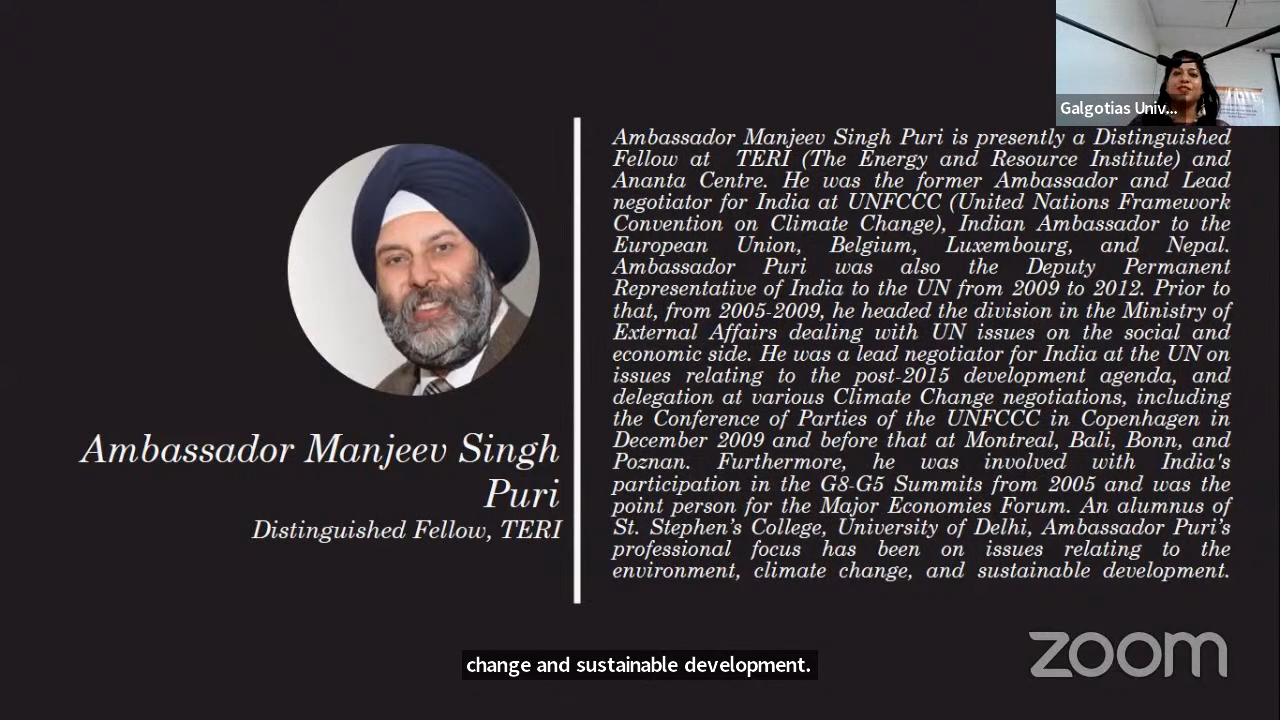 Galgotias Univ...
Ambassador Manjeev Singh Puri is presently a Distinguished
Fellow at TERI (The Energy and Resource Institute) and
Ananta Centre. He was the former Ambassador and Lead
negotiator for India at UNFCCC (United Nations Framework
Convention on Climate Change), Indian Ambassador to the
European Union, Belgium, Luxembourg, and Nepal.
Ambassador Puri was also the Deputy Permanent
Representative of India to the UN from 2009 to 2012. Prior to
that, from 2005-2009, he headed the division in the Ministry of
External Affairs dealing with UN issues on the social and
economic side. He was a lead negotiator for India at the UN on
issues relating to the post-2015 development agenda, and
delegation at various Climate Change negotiations, including
the Conference of Parties of the UNFCCC in Copenhagen in
December 2009 and before that at Montreal, Bali, Bonn, and
Poznan. Furthermore, he was involved with India's
participation in the G8-G5 Summits from 2005 and was the
point person for the Major Economies Forum. An alumnus of
St. Stephen's College, University of Delhi, Ambassador Puri's
professional focus has been on issues relating to the
environment, climate change, and sustainable development.
Ambassador Manjeev Singh
Puri
Distinguished Fellow, TERI
change and sustainable development.
zoom